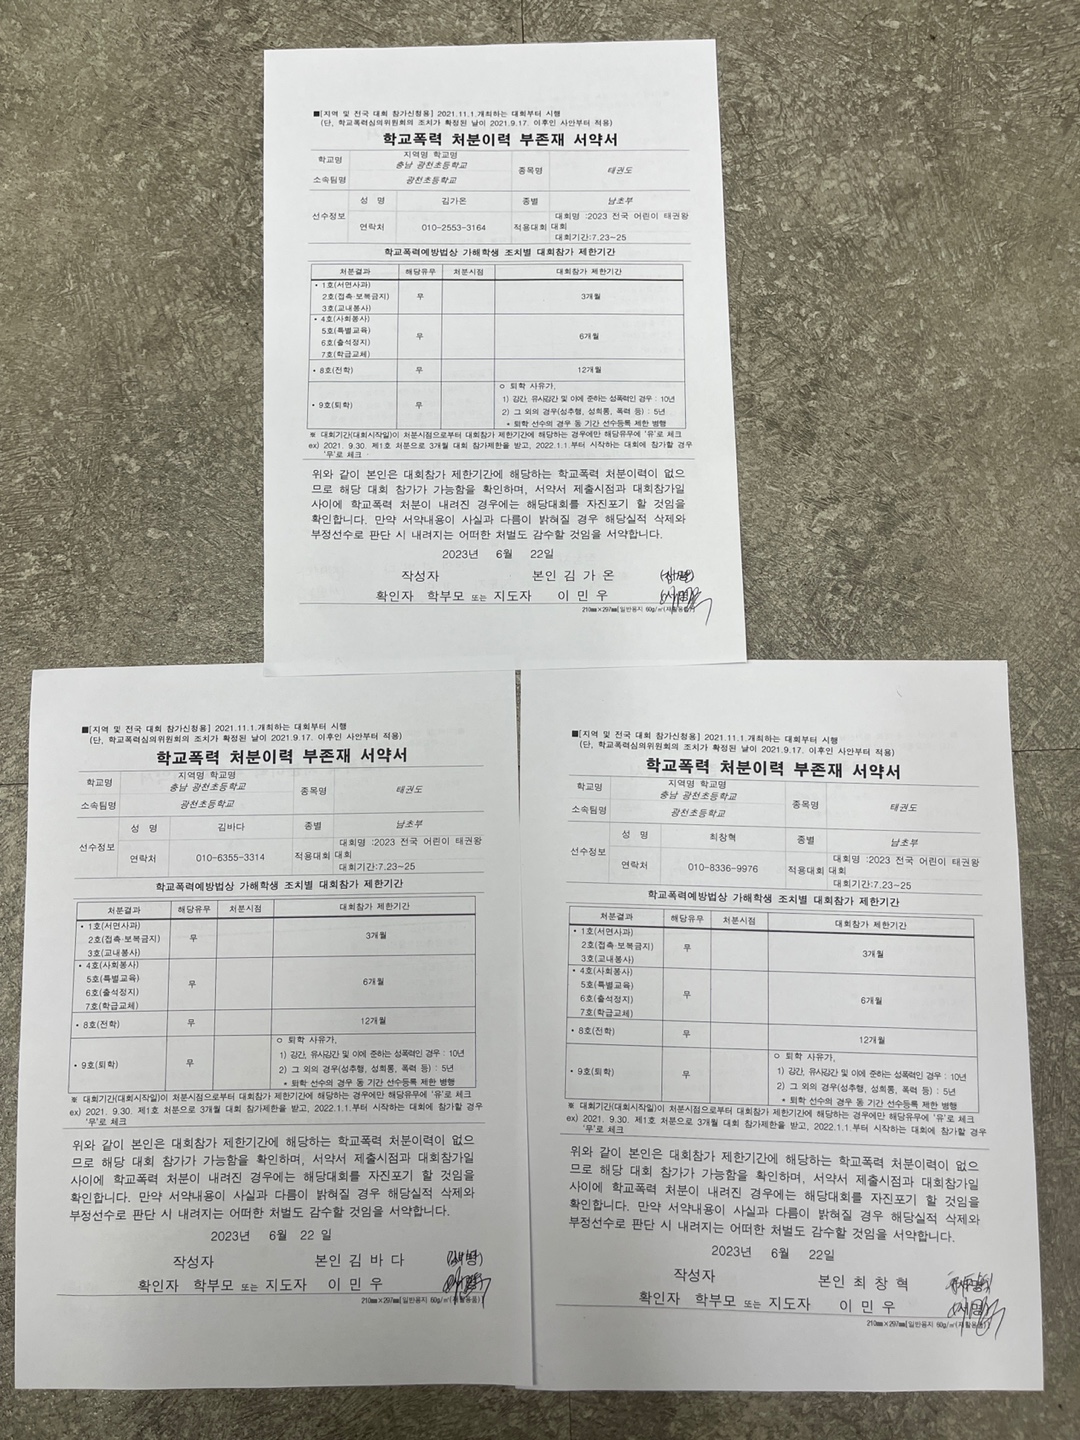 ■[지역 및 전국 대회 참가신청용] 2021.11.1.개최하는 대회부터 시행
(단, 학교폭력심의위원회의 조치가 확정된 날이 2021.9.17. 이후인 사안부터 적용)
학교폭력 처분이력 부존재 서약서
학교명 지역명 학교명 종목명 태권도
충남 광천초등학교
소속팀명 광천초등학교
선수정보 성 명 김가온 종별 남초부
연락처 010-2553-3164 적용대회 대회명 :2023 전국 어린이 태권왕
대회
대회기간:7.23~25
학교폭력예방법상 가해학생 조치별 대회참가 제한기간
처분결과 해당유무 처분시점 대회참가 제한기간
• 1호(서면사과)
2호(접촉·보복금지) 무 3개월
3호(교내봉사)
• 4호(사회봉사)
5호(특별교육) 무 6개월
6호(출석정지)
7호(학급교체)
• 8호(전학) 무 12개월
• 9호(퇴학) 무 ㅇ 퇴학 사유가,
1) 강간, 유사강간 및 이에 준하는 성폭력인 경우 : 10년
2) 그 외의 경우(성추행, 성희롱, 폭력 등) : 5년
* 퇴학 선수의 경우 동 기간 선수등록 제한 병행
※ 대회기간(대회시작일)이 처분시점으로부터 대회참가 제한기간에 해당하는 경우에만 해당유무에 '유'로 체크
ex) 2021. 9.30. 제1호 처분으로 3개월 대회 참가제한을 받고, 2022.1.1.부터 시작하는 대회에 참가할 경우
'무'로 체크
위와 같이 본인은 대회참가 제한기간에 해당하는 학교폭력 처분이력이 없으
므로 해당 대회 참가가 가능함을 확인하며, 서약서 제출시점과 대회참가일
사이에 학교폭력 처분이 내려진 경우에는 해당대회를 자진포기 할 것임을
확인합니다. 만약 서약내용이 사실과 다름이 밝혀질 경우 해당실적 삭제와
부정선수로 판단 시 내려지는 어떠한 처벌도 감수할 것임을 서약합니다.
2023년 6월 22일
작성자 본인 김 가 온 (서명)
확인자 학부모 또는 지도자 이 민 우 (서명)
210㎜×297㎜[일반용지 60g/㎡(재활용품)]
■[지역 및 전국 대회 참가신청용] 2021.11.1.개최하는 대회부터 시행
(단, 학교폭력심의위원회의 조치가 확정된 날이 2021.9.17. 이후인 사안부터 적용)
학교폭력 처분이력 부존재 서약서
학교명 지역명 학교명 종목명 태권도
충남 광천초등학교
소속팀명 광천초등학교
선수정보 성 명 김바다 종별 남초부
연락처 010-6355-3314 적용대회 대회명 :2023 전국 어린이 태권왕
대회
대회기간:7.23~25
학교폭력예방법상 가해학생 조치별 대회참가 제한기간
처분결과 해당유무 처분시점 대회참가 제한기간
• 1호(서면사과)
2호(접촉·보복금지) 무 3개월
3호(교내봉사)
• 4호(사회봉사)
5호(특별교육) 무 6개월
6호(출석정지)
7호(학급교체)
• 8호(전학) 무 12개월
• 9호(퇴학) 무 ㅇ 퇴학 사유가,
1) 강간, 유사강간 및 이에 준하는 성폭력인 경우 : 10년
2) 그 외의 경우(성추행, 성희롱, 폭력 등) : 5년
* 퇴학 선수의 경우 동 기간 선수등록 제한 병행
※ 대회기간(대회시작일)이 처분시점으로부터 대회참가 제한기간에 해당하는 경우에만 해당유무에 '유'로 체크
ex) 2021. 9.30. 제1호 처분으로 3개월 대회 참가제한을 받고, 2022.1.1.부터 시작하는 대회에 참가할 경우
'무'로 체크
위와 같이 본인은 대회참가 제한기간에 해당하는 학교폭력 처분이력이 없으
므로 해당 대회 참가가 가능함을 확인하며, 서약서 제출시점과 대회참가일
사이에 학교폭력 처분이 내려진 경우에는 해당대회를 자진포기 할 것임을
확인합니다. 만약 서약내용이 사실과 다름이 밝혀질 경우 해당실적 삭제와
부정선수로 판단 시 내려지는 어떠한 처벌도 감수할 것임을 서약합니다.
2023년 6월 22 일
작성자 본인 김 바 다 (서명)
확인자 학부모 또는 지도자 이 민 우 (서명)
210㎜×297㎜[일반용지 60g/㎡(재활용품)]
■[지역 및 전국 대회 참가신청용] 2021.11.1.개최하는 대회부터 시행
(단, 학교폭력심의위원회의 조치가 확정된 날이 2021.9.17. 이후인 사안부터 적용)
학교폭력 처분이력 부존재 서약서
학교명 지역명 학교명 종목명 태권도
충남 광천초등학교
소속팀명 광천초등학교
선수정보 성 명 최창혁 종별 남초부
연락처 010-8336-9976 적용대회 대회명 :2023 전국 어린이 태권왕
대회
대회기간:7.23~25
학교폭력예방법상 가해학생 조치별 대회참가 제한기간
처분결과 해당유무 처분시점 대회참가 제한기간
• 1호(서면사과)
2호(접촉·보복금지) 무 3개월
3호(교내봉사)
• 4호(사회봉사)
5호(특별교육) 무 6개월
6호(출석정지)
7호(학급교체)
• 8호(전학) 무 12개월
• 9호(퇴학) 무 ㅇ 퇴학 사유가,
1) 강간, 유사강간 및 이에 준하는 성폭력인 경우 : 10년
2) 그 외의 경우(성추행, 성희롱, 폭력 등) : 5년
* 퇴학 선수의 경우 동 기간 선수등록 제한 병행
※ 대회기간(대회시작일)이 처분시점으로부터 대회참가 제한기간에 해당하는 경우에만 해당유무에 '유'로 체크
ex) 2021. 9.30. 제1호 처분으로 3개월 대회 참가제한을 받고, 2022.1.1.부터 시작하는 대회에 참가할 경우
'무'로 체크
위와 같이 본인은 대회참가 제한기간에 해당하는 학교폭력 처분이력이 없으
므로 해당 대회 참가가 가능함을 확인하며, 서약서 제출시점과 대회참가일
사이에 학교폭력 처분이 내려진 경우에는 해당대회를 자진포기 할 것임을
확인합니다. 만약 서약내용이 사실과 다름이 밝혀질 경우 해당실적 삭제와
부정선수로 판단 시 내려지는 어떠한 처벌도 감수할 것임을 서약합니다.
2023년 6월 22일
작성자 본인 최 창 혁 (서명)
확인자 학부모 또는 지도자 이 민 우 (서명)
210㎜×297㎜[일반용지 60g/㎡(재활용품)]